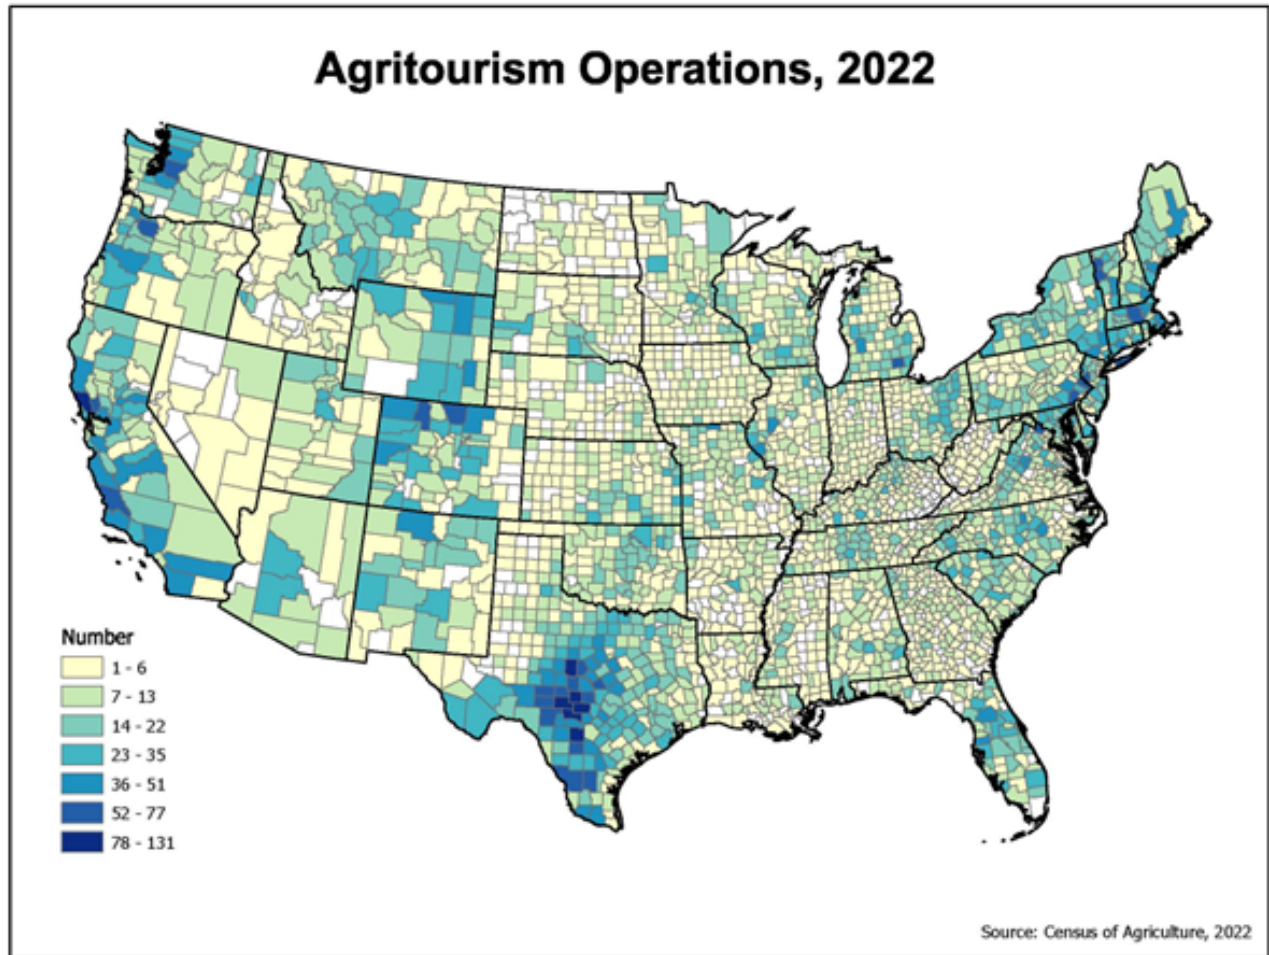 Agritourism Operations, 2022
Number
1 - 6
7 - 13
14 - 22
23 - 35
36 - 51
52 - 77
78 - 131
Source: Census of Agriculture, 2022